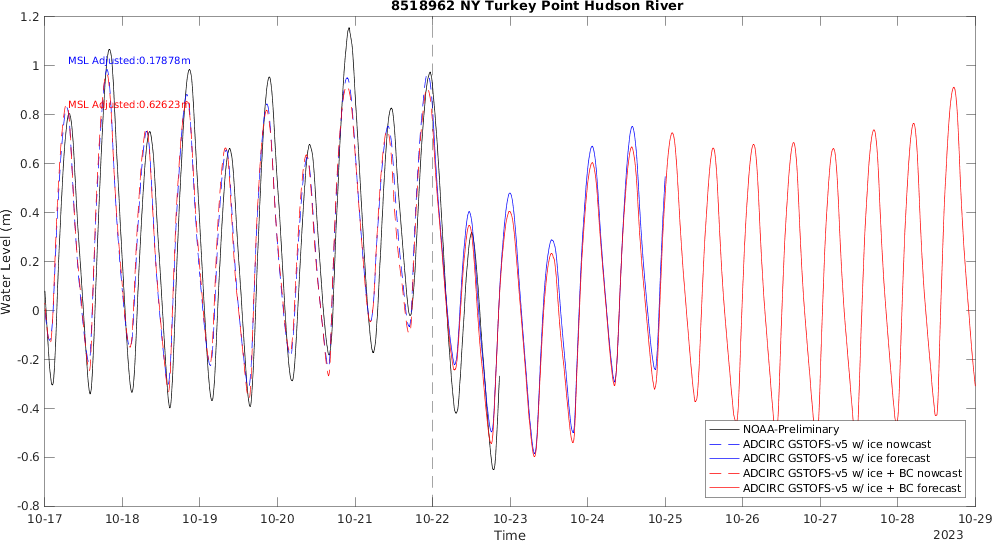 8518962 NY Turkey Point Hudson River
1.2
1
0.8
0.6
0.4
0.2
0
-0.2
-0.4
-0.6
-0.8
Water Level (m)
MSL Adjusted:0.17878m
MSL Adjusted:0.62623m
NOAA-Preliminary
ADCIRC GSTOFS-v5 w/ ice nowcast
ADCIRC GSTOFS-v5 w/ ice forecast
ADCIRC GSTOFS-v5 w/ ice + BC nowcast
ADCIRC GSTOFS-v5 w/ ice + BC forecast
10-17 10-18 10-19 10-20 10-21 10-22 10-23 10-24 10-25 10-26 10-27 10-28 10-29
Time
2023